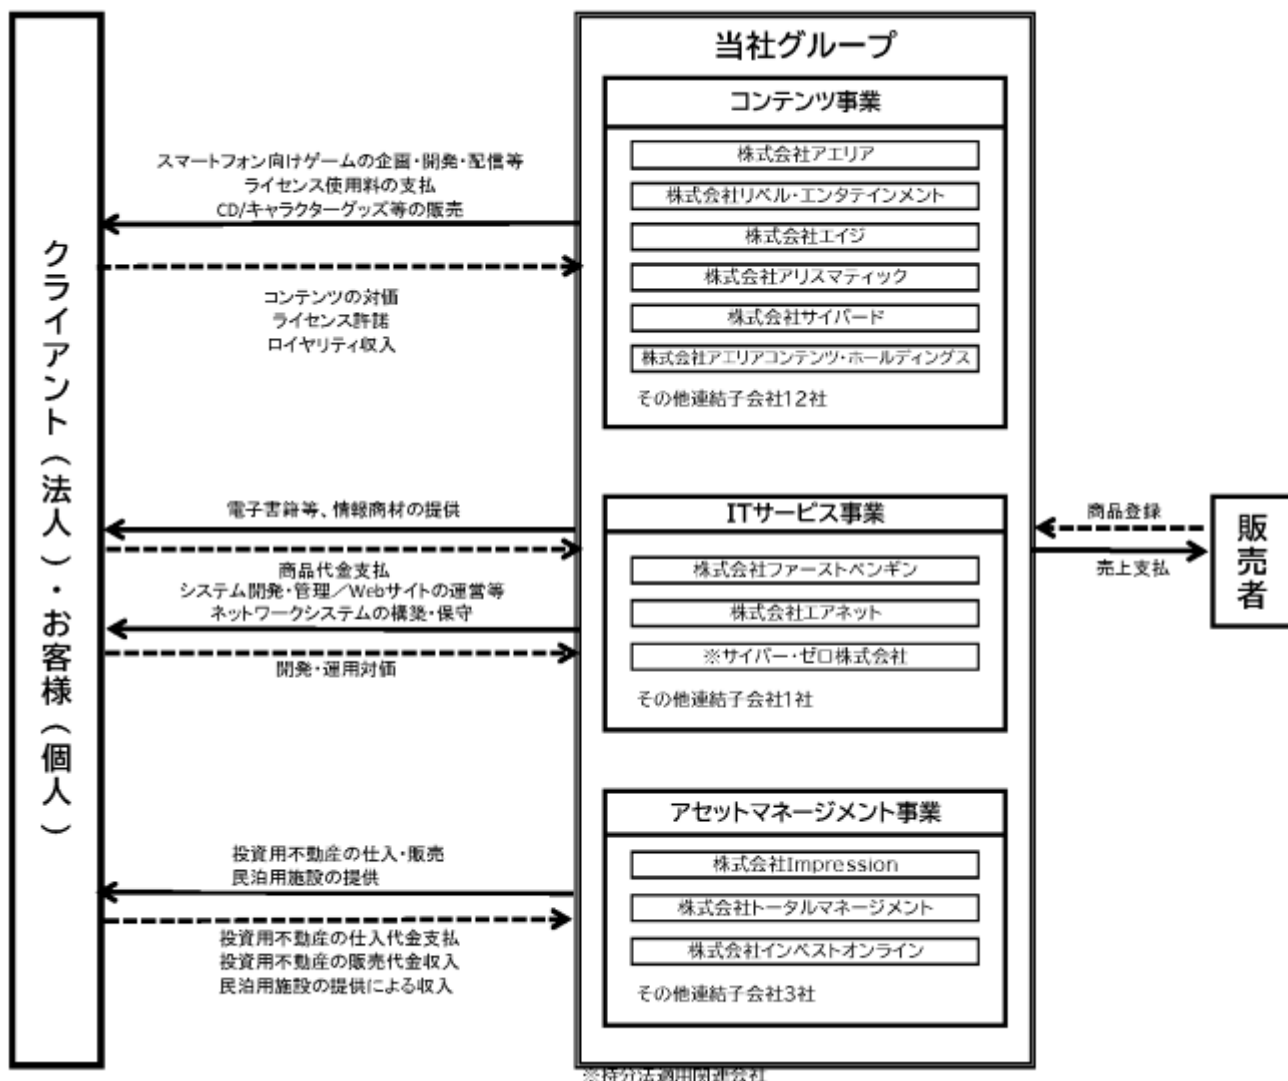 当社グループ
コンテンツ事業
株式会社アエリア
株式会社リベル・エンタテインメント
株式会社エイジ
株式会社アリスマティック
株式会社サイバード
株式会社アエリアコンテンツ・ホールディングス
その他連結子会社12社
スマートフォン向けゲームの企画・開発・配信等
ライセンス使用料の支払
CD/キャラクターグッズ等の販売
コンテンツの対価
ライセンス許諾
ロイヤリティ収入
クライアント(法人)・お客様(個人)
ITサービス事業
株式会社ファーストペンギン
株式会社エアネット
※サイバー・ゼロ株式会社
その他連結子会社1社
電子書籍等、情報商材の提供
商品代金支払
システム開発・管理/Webサイトの運営等
ネットワークシステムの構築・保守
開発・運用対価
商品登録
売上支払
販売者
アセットマネージメント事業
株式会社Impression
株式会社トータルマネージメント
株式会社インベストオンライン
その他連結子会社3社
投資用不動産の仕入・販売
民泊用施設の提供
投資用不動産の仕入代金支払
投資用不動産の販売代金収入
民泊用施設の提供による収入
※持分法適用関連会社